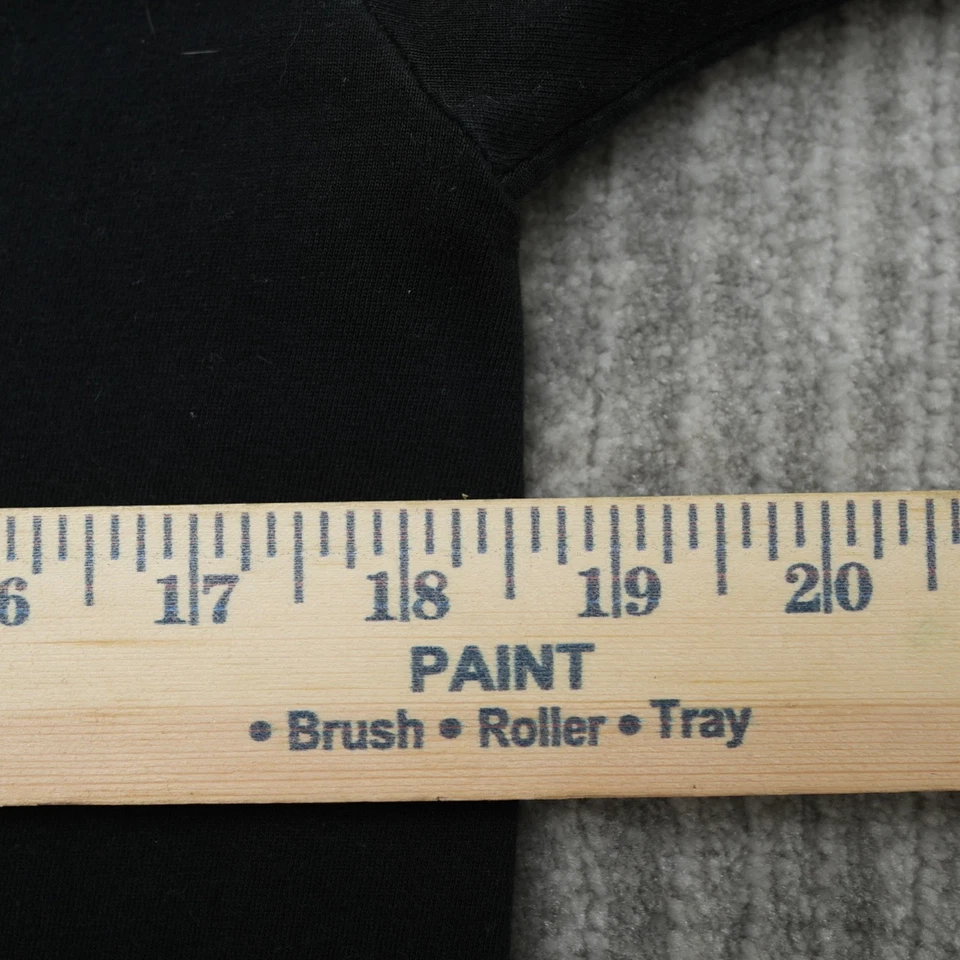 6 17 18 19 20
PAINT
• Brush • Roller • Tray